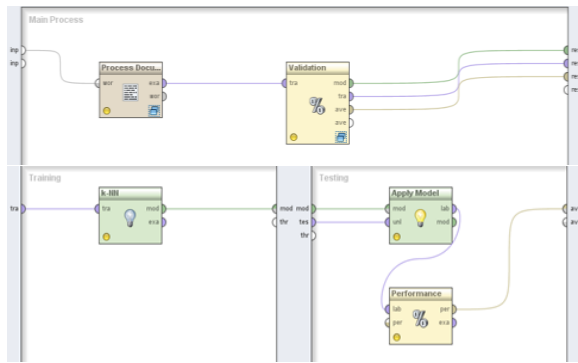 Main Process
inp
inp
Process Docu...
wor
exa
wor
Validation
tra
mod
tra
ave
ave
res
res
res
res
Training
tra
k-NN
tra
mod
exa
mod
thr
Testing
mod
tes
thr
Apply Model
mod
unl
lab
mod
Performance
lab
per
per
exa
ave
ave